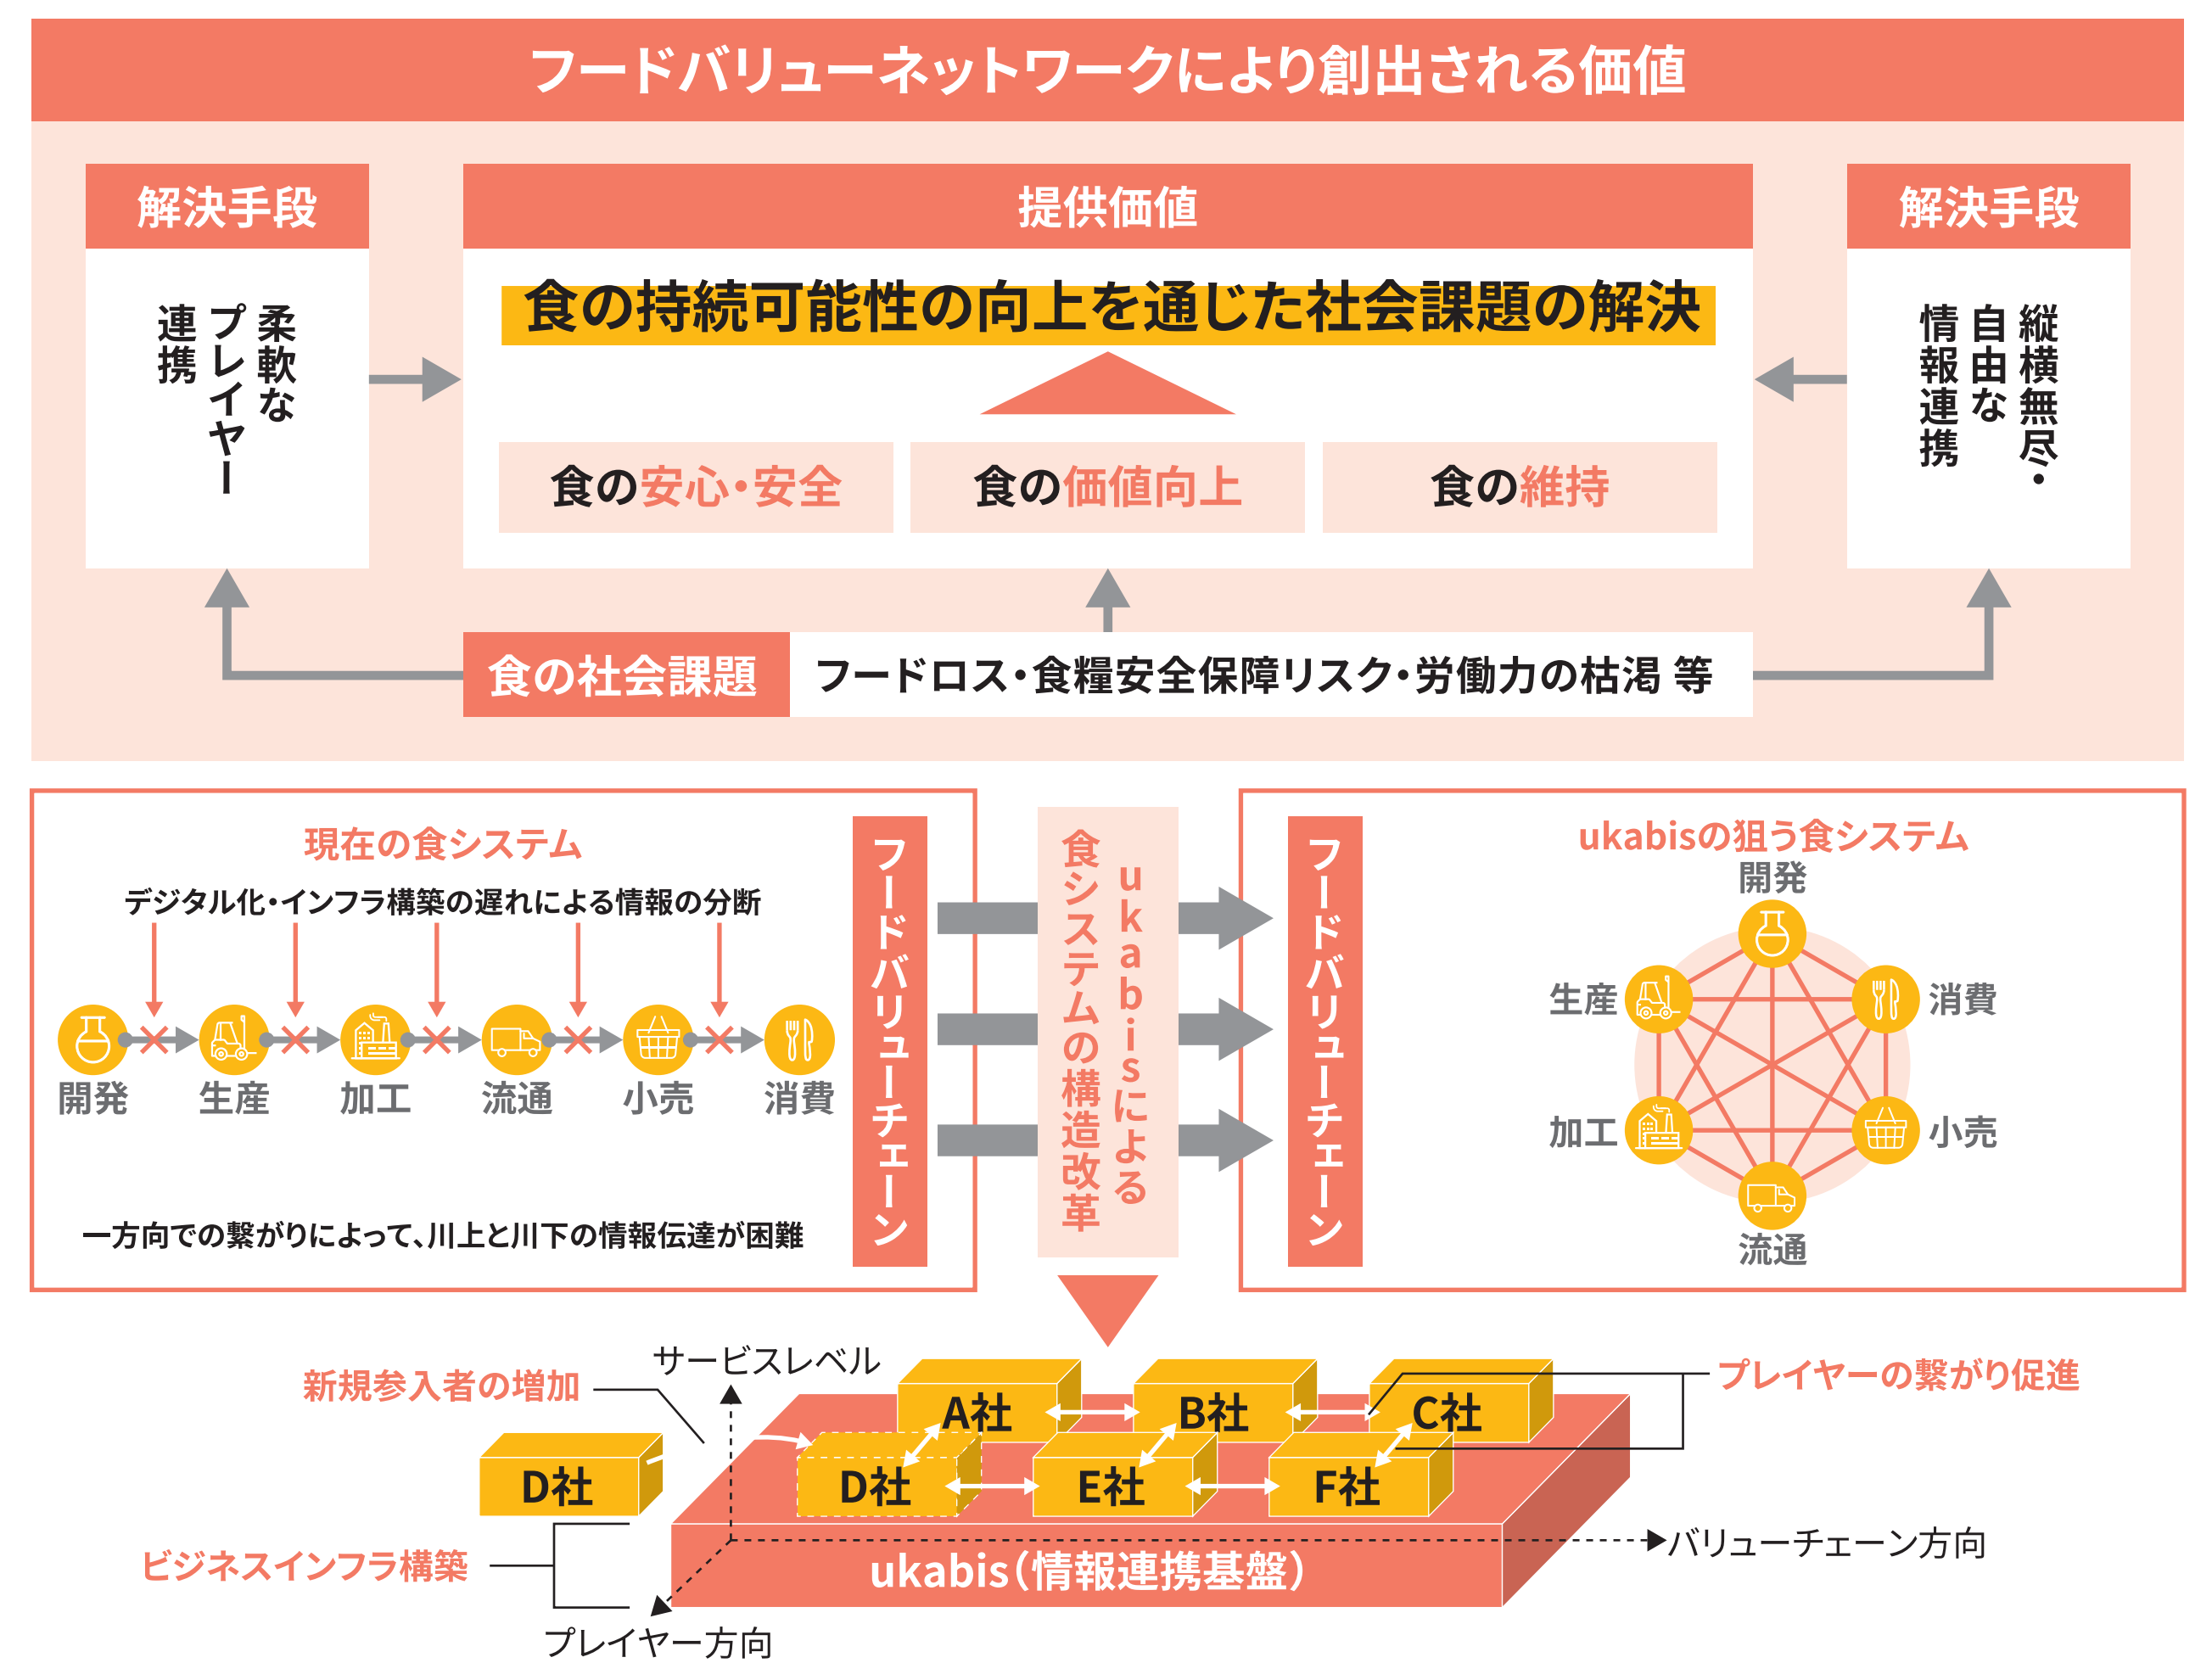 フードバリューネットワークにより創出される価値
解決手段
柔軟な
プレイヤー
連携
提供価値
食の持続可能性の向上を通じた社会課題の解決
食の安心・安全
食の価値向上
食の維持
解決手段
縦横無尽・
自由な
情報連携
食の社会課題
フードロス・食糧安全保障リスク・労働力の枯渇 等
現在の食システム
デジタル化・インフラ構築の遅れによる情報の分断
開発
生産
加工
流通
小売
消費
一方向での繋がりによって、川上と川下の情報伝達が困難
フードバリューチェーン
ukabisによる
食システムの構造改革
フードバリューチェーン
ukabisの狙う食システム
開発
生産
消費
加工
小売
流通
サービスレベル
新規参入者の増加
プレイヤーの繋がり促進
A社
B社
C社
D社
D社
E社
F社
ビジネスインフラ構築
ukabis(情報連携基盤)
バリューチェーン方向
プレイヤー方向